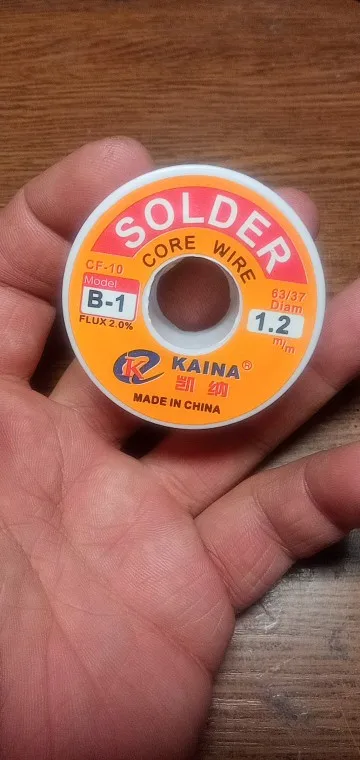 SOLDER
CORE WIRE
CF-10
Model
B-1
FLUX 2.0%
63/37
Diam
1.2
m/m
K
KAINA®
凯纳
MADE IN CHINA